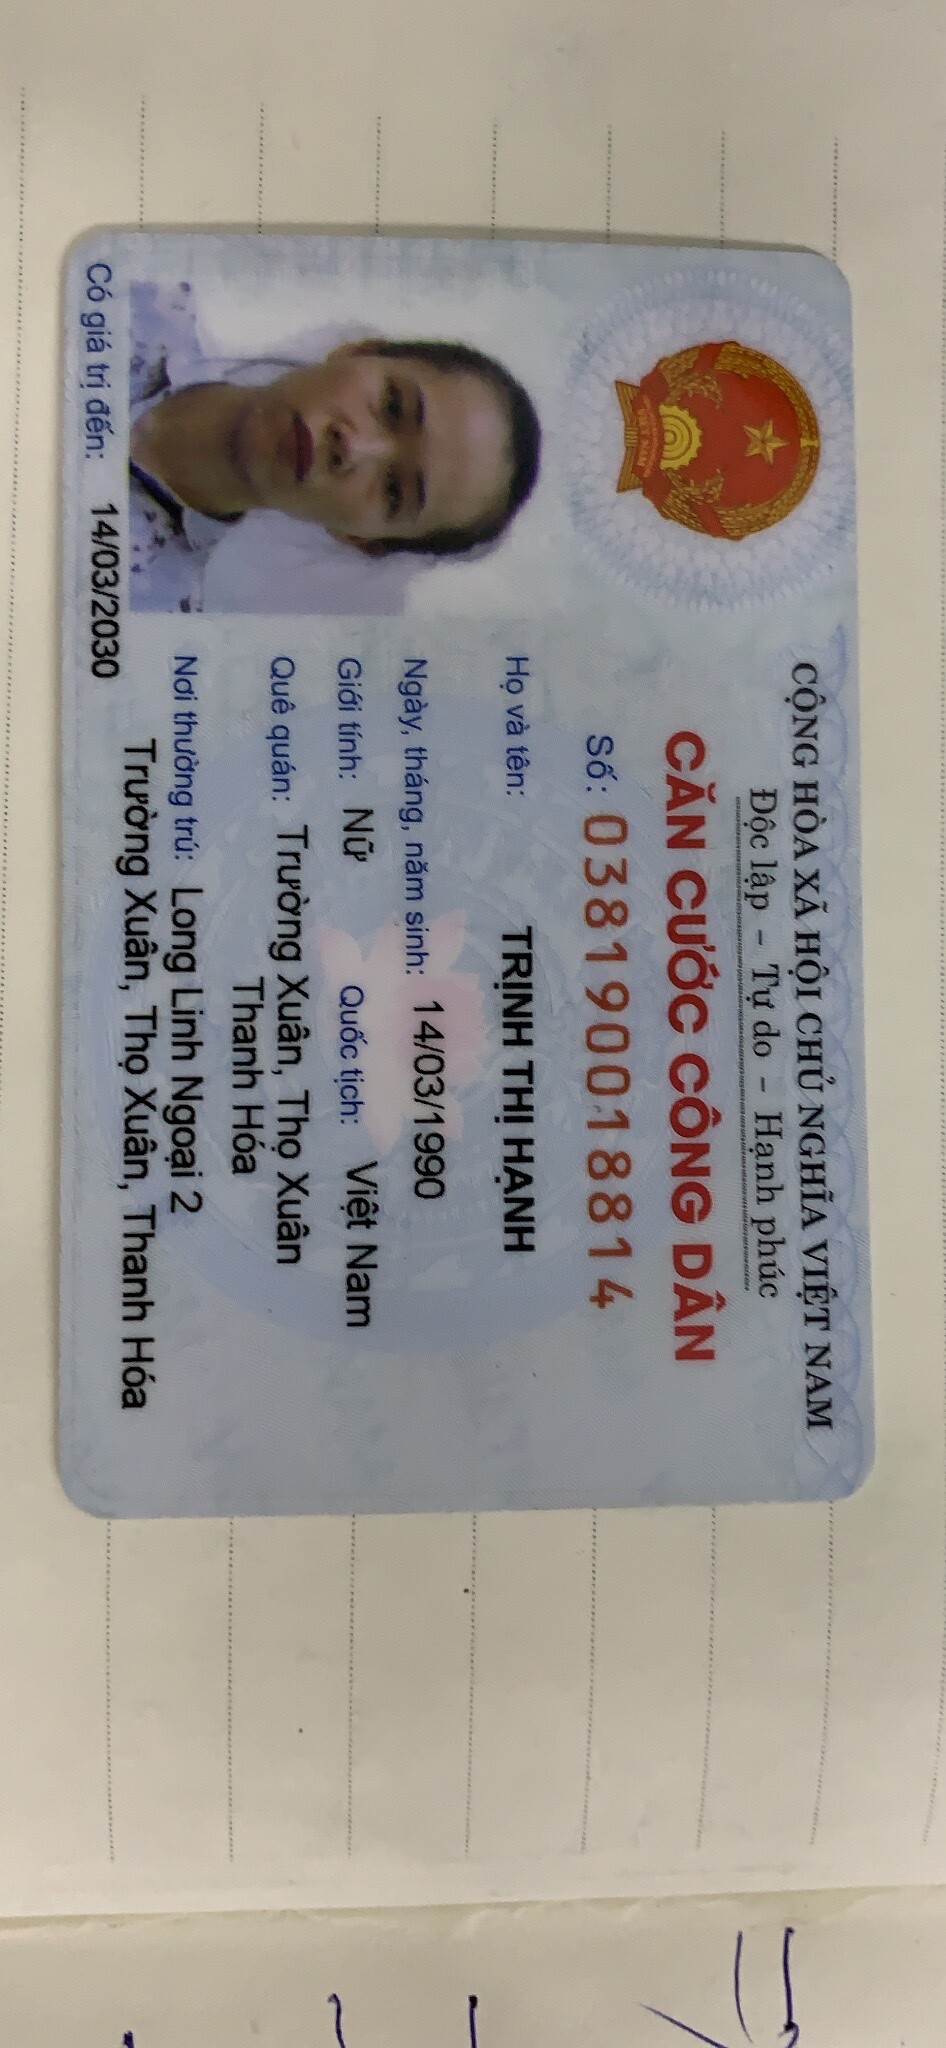 CỘNG HÒA XÃ HỘI CHỦ NGHĨA VIỆT NAM
Độc lập - Tự do - Hạnh phúc
CĂN CƯỚC CÔNG DÂN
Số: 038190018814
Họ và tên:
TRỊNH THỊ HẠNH
Ngày, tháng, năm sinh: 14/03/1990
Giới tính: Nữ Quốc tịch: Việt Nam
Quê quán: Trường Xuân, Thọ Xuân
Thanh Hóa
Nơi thường trú: Long Linh Ngoại 2
Trường Xuân, Thọ Xuân, Thanh Hóa
Có giá trị đến: 14/03/2030